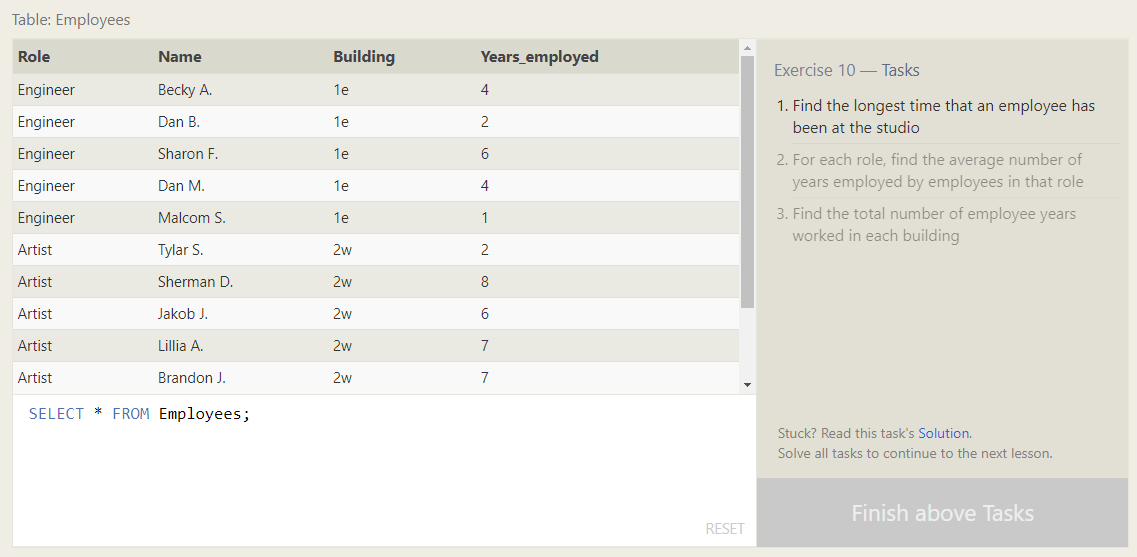 Table: Employees
Role Name Building Years_employed
Engineer Becky A. 1e 4
Engineer Dan B. 1e 2
Engineer Sharon F. 1e 6
Engineer Dan M. 1e 4
Engineer Malcom S. 1e 1
Artist Tylar S. 2w 2
Artist Sherman D. 2w 8
Artist Jakob J. 2w 6
Artist Lillia A. 2w 7
Artist Brandon J. 2w 7
SELECT * FROM Employees;
RESET
Exercise 10 — Tasks
1. Find the longest time that an employee has
been at the studio
2. For each role, find the average number of
years employed by employees in that role
3. Find the total number of employee years
worked in each building
Stuck? Read this task's Solution.
Solve all tasks to continue to the next lesson.
Finish above Tasks